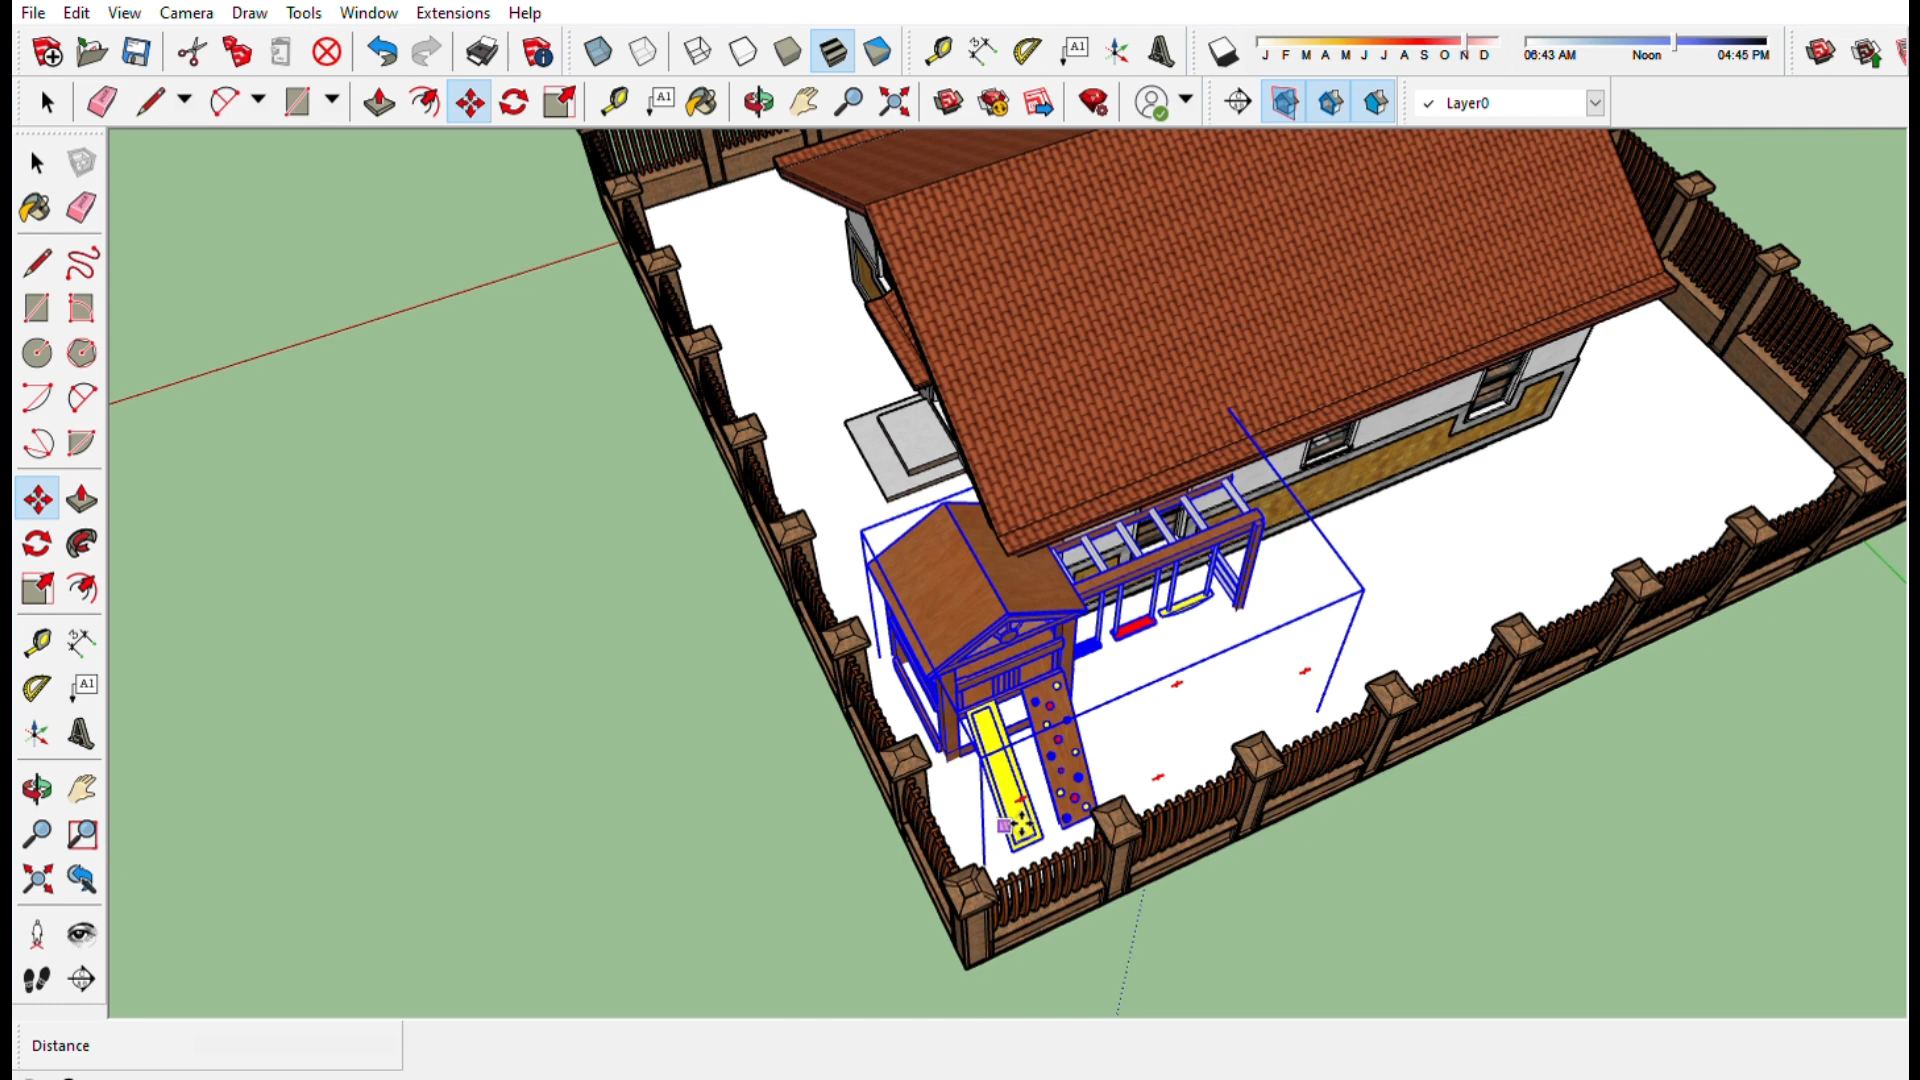 File Edit View Camera Draw Tools Window Extensions Help
A1
J F M A M J J A S O N D
06:43 AM Noon 04:45 PM
A1
Layer0
A1
Distance